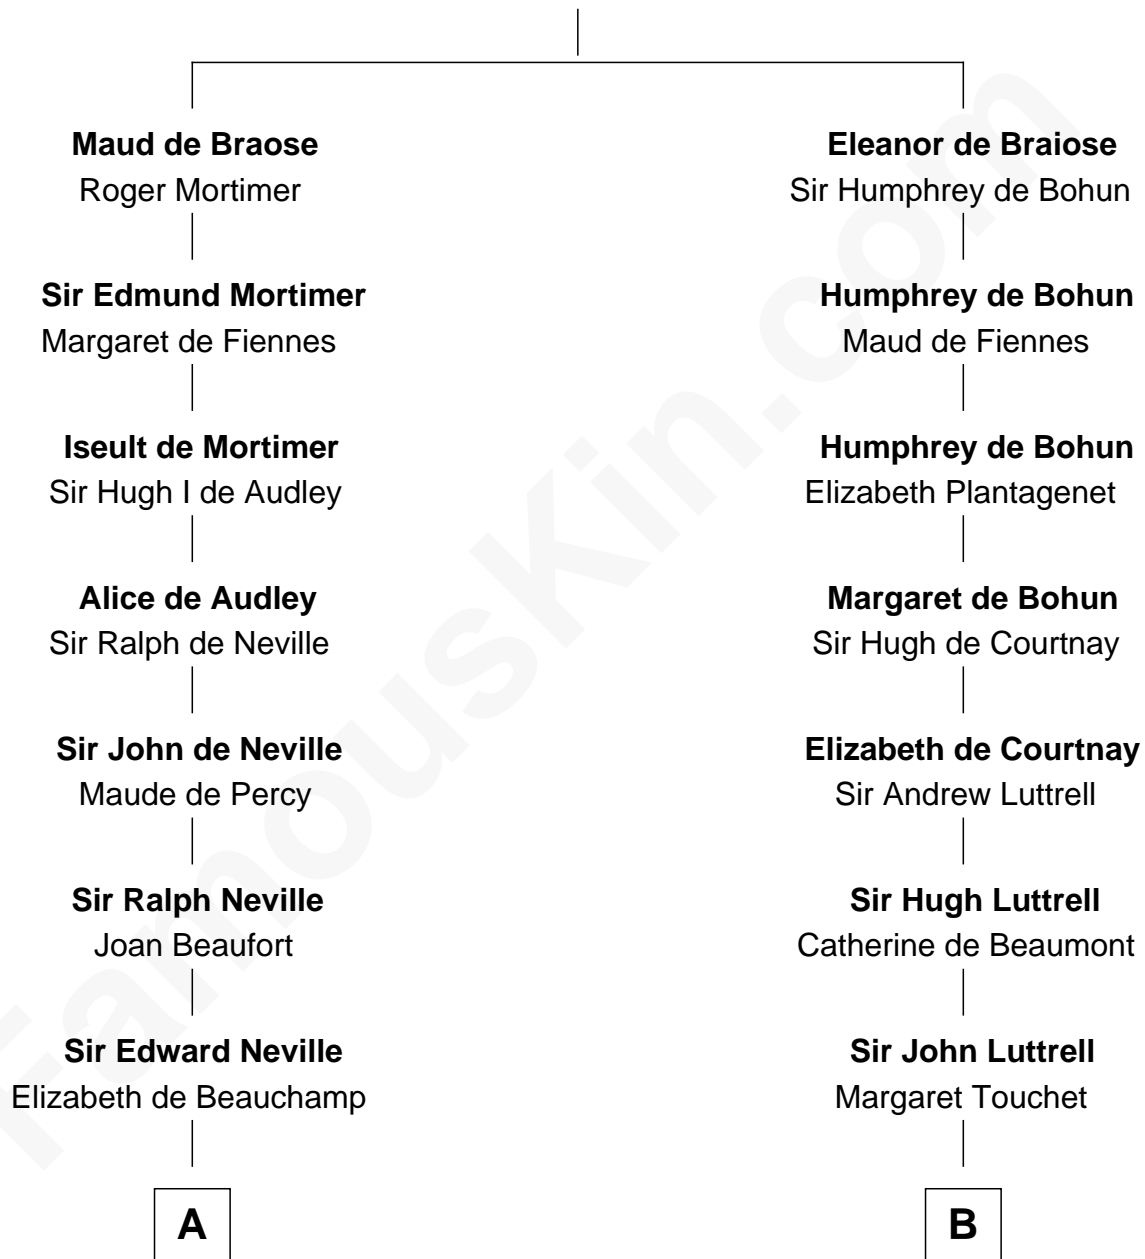 Maud de Braose
Roger Mortimer
Sir Edmund Mortimer
Margaret de Fiennes
Iseult de Mortimer
Sir Hugh I de Audley
Alice de Audley
Sir Ralph de Neville
Sir John de Neville
Maude de Percy
Sir Ralph Neville
Joan Beaufort
Sir Edward Neville
Elizabeth de Beauchamp
A
Eleanor de Braiose
Sir Humphrey de Bohun
Humphrey de Bohun
Maud de Fiennes
Humphrey de Bohun
Elizabeth Plantagenet
Margaret de Bohun
Sir Hugh de Courtnay
Elizabeth de Courtnay
Sir Andrew Luttrell
Sir Hugh Luttrell
Catherine de Beaumont
Sir John Luttrell
Margaret Touchet
B
FamousKin.com